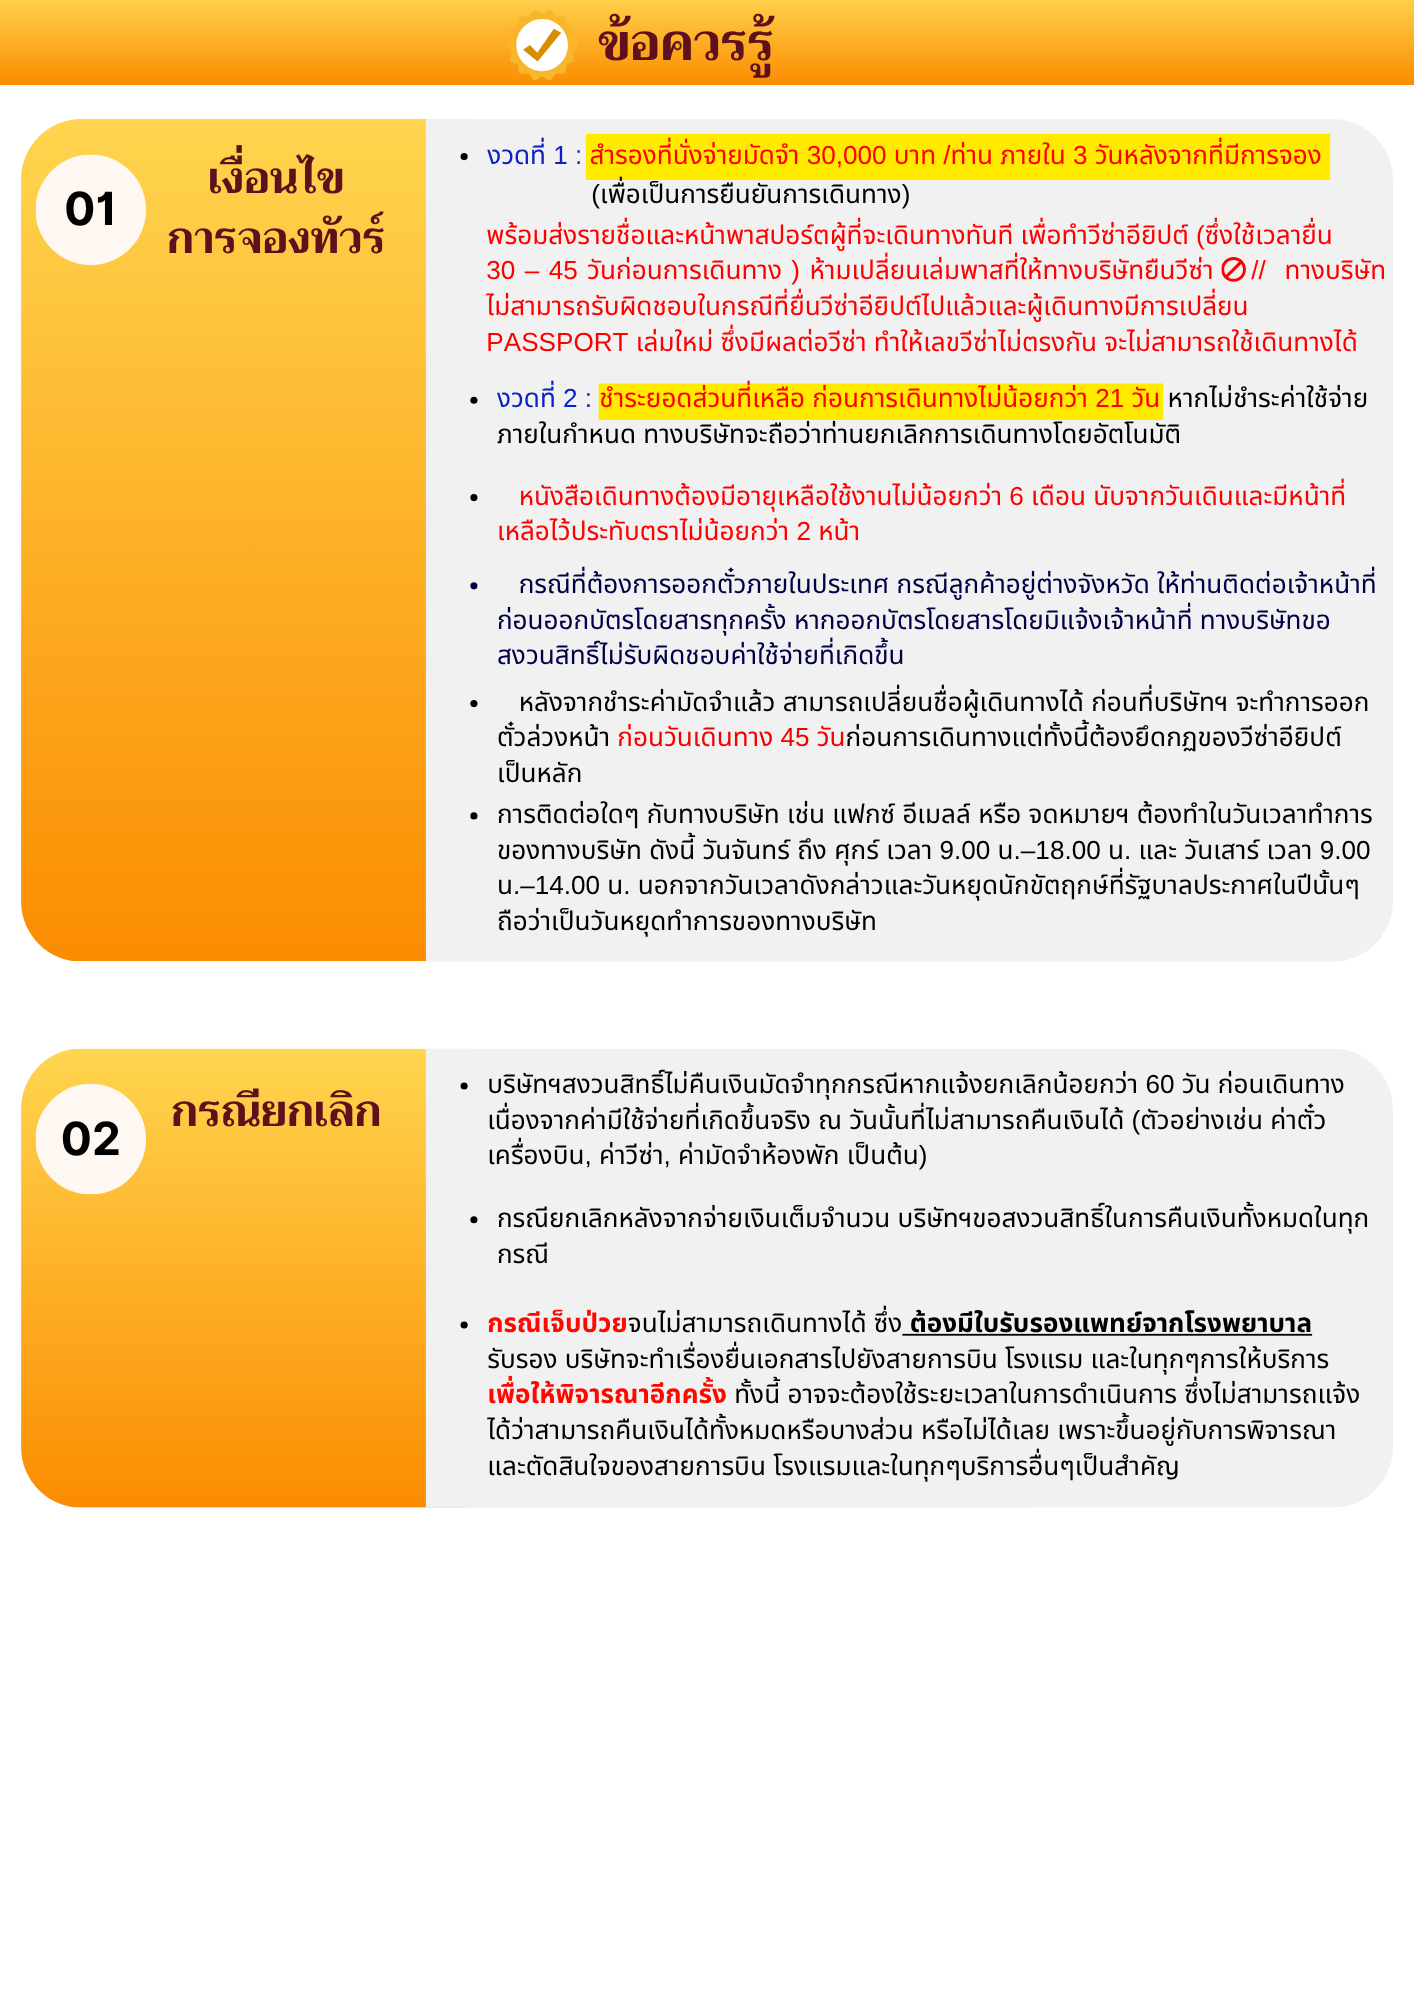 ข้อควรรู้
01
เงื่อนไข
การจองทัวร์
งวดที่ 1 : สำรองที่นั่งจ่ายมัดจำ 30,000 บาท /ท่าน ภายใน 3 วันหลังจากที่มีการจอง
(เพื่อเป็นการยืนยันการเดินทาง)
พร้อมส่งรายชื่อและหน้าพาสปอร์ตผู้ที่จะเดินทางทันที เพื่อทำวีซ่าอียิปต์ (ซึ่งใช้เวลายื่น
30 – 45 วันก่อนการเดินทาง ) ห้ามเปลี่ยนเล่มพาสที่ให้ทางบริษัทยืนวีซ่า 🚫// ทางบริษัท
ไม่สามารถรับผิดชอบในกรณีที่ยื่นวีซ่าอียิปต์ไปแล้วและผู้เดินทางมีการเปลี่ยน
PASSPORT เล่มใหม่ ซึ่งมีผลต่อวีซ่า ทำให้เลขวีซ่าไม่ตรงกัน จะไม่สามารถใช้เดินทางได้
งวดที่ 2 : ชำระยอดส่วนที่เหลือ ก่อนการเดินทางไม่น้อยกว่า 21 วัน หากไม่ชำระค่าใช้จ่าย
ภายในกำหนด ทางบริษัทจะถือว่าท่านยกเลิกการเดินทางโดยอัตโนมัติ
หนังสือเดินทางต้องมีอายุเหลือใช้งานไม่น้อยกว่า 6 เดือน นับจากวันเดินและมีหน้าที่
เหลือไว้ประทับตราไม่น้อยกว่า 2 หน้า
กรณีที่ต้องการออกตั๋วภายในประเทศ กรณีลูกค้าอยู่ต่างจังหวัด ให้ท่านติดต่อเจ้าหน้าที่
ก่อนออกบัตรโดยสารทุกครั้ง หากออกบัตรโดยสารโดยมิแจ้งเจ้าหน้าที่ ทางบริษัทขอ
สงวนสิทธิ์ไม่รับผิดชอบค่าใช้จ่ายที่เกิดขึ้น
หลังจากชำระค่ามัดจำแล้ว สามารถเปลี่ยนชื่อผู้เดินทางได้ ก่อนที่บริษัทฯ จะทำการออก
ตั๋วล่วงหน้า ก่อนวันเดินทาง 45 วันก่อนการเดินทางแต่ทั้งนี้ต้องยึดกฏของวีซ่าอียิปต์
เป็นหลัก
การติดต่อใดๆ กับทางบริษัท เช่น แฟกซ์ อีเมลล์ หรือ จดหมายฯ ต้องทำในวันเวลาทำการ
ของทางบริษัท ดังนี้ วันจันทร์ ถึง ศุกร์ เวลา 9.00 น.–18.00 น. และ วันเสาร์ เวลา 9.00
น.–14.00 น. นอกจากวันเวลาดังกล่าวและวันหยุดนักขัตฤกษ์ที่รัฐบาลประกาศในปีนั้นๆ
ถือว่าเป็นวันหยุดทำการของทางบริษัท
02
กรณียกเลิก
บริษัทฯสงวนสิทธิ์ไม่คืนเงินมัดจำทุกกรณีหากแจ้งยกเลิกน้อยกว่า 60 วัน ก่อนเดินทาง
เนื่องจากค่ามีใช้จ่ายที่เกิดขึ้นจริง ณ วันนั้นที่ไม่สามารถคืนเงินได้ (ตัวอย่างเช่น ค่าตั๋ว
เครื่องบิน, ค่าวีซ่า, ค่ามัดจำห้องพัก เป็นต้น)
กรณียกเลิกหลังจากจ่ายเงินเต็มจำนวน บริษัทฯขอสงวนสิทธิ์ในการคืนเงินทั้งหมดในทุก
กรณี
กรณีเจ็บป่วยจนไม่สามารถเดินทางได้ ซึ่ง ต้องมีใบรับรองแพทย์จากโรงพยาบาล
รับรอง บริษัทจะทำเรื่องยื่นเอกสารไปยังสายการบิน โรงแรม และในทุกๆการให้บริการ
เพื่อให้พิจารณาอีกครั้ง ทั้งนี้ อาจจะต้องใช้ระยะเวลาในการดำเนินการ ซึ่งไม่สามารถแจ้ง
ได้ว่าสามารถคืนเงินได้ทั้งหมดหรือบางส่วน หรือไม่ได้เลย เพราะขึ้นอยู่กับการพิจารณา
และตัดสินใจของสายการบิน โรงแรมและในทุกๆบริการอื่นๆเป็นสำคัญ